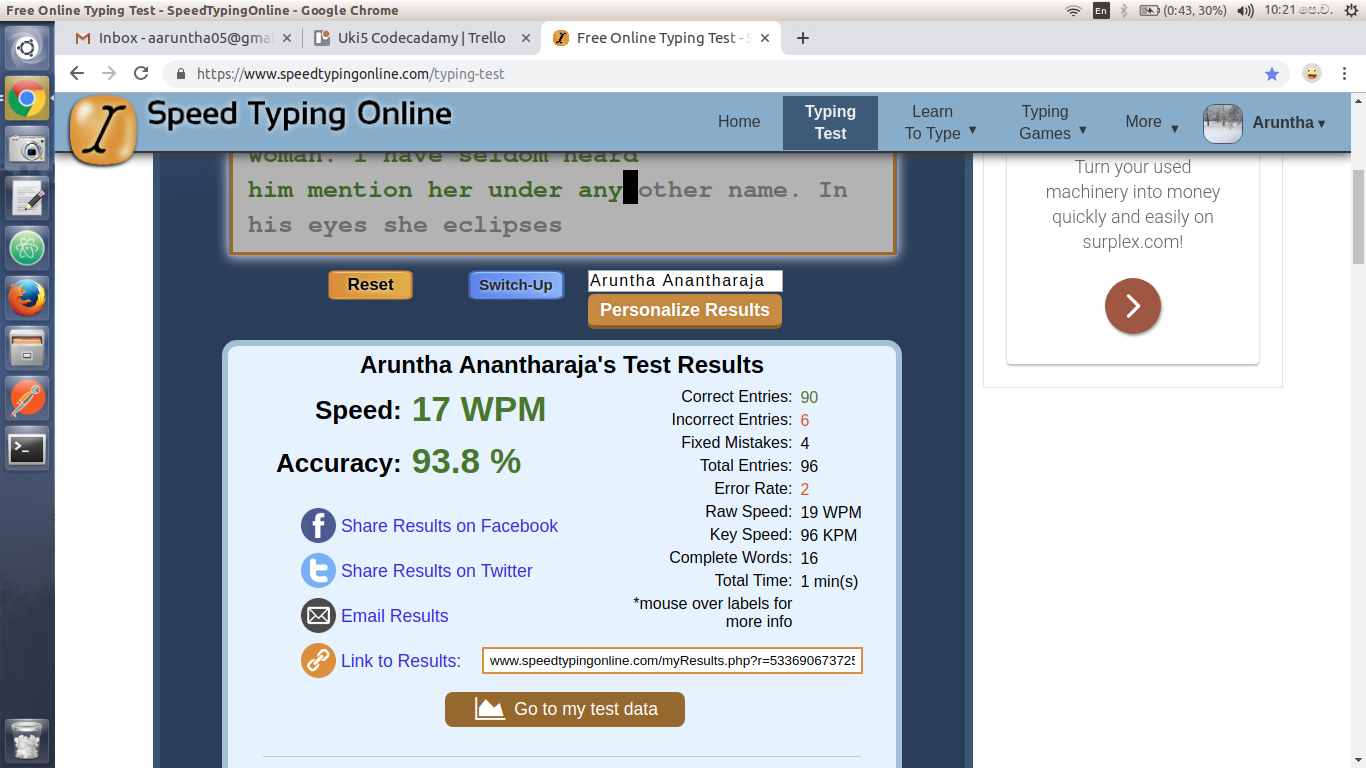 Free Online Typing Test - SpeedTypingOnline - Google Chrome
En
(0:43, 30%)
10:21 පෙ.ව.
Inbox - aaruntha05@gma
Uki5 Codecadamy | Trello
Free Online Typing Test - S
https://www.speedtypingonline.com/typing-test
Speed Typing Online
Home
Typing
Test
Learn
To Type
Typing
Games
More
Aruntha
woman. I have seldom heard
him mention her under any other name. In
his eyes she eclipses
Reset
Switch-Up
Aruntha Anantharaja
Personalize Results
Turn your used
machinery into money
quickly and easily on
surplex.com!
Aruntha Anantharaja's Test Results
Speed: 17 WPM
Accuracy: 93.8 %
Share Results on Facebook
Share Results on Twitter
Email Results
Link to Results: www.speedtypingonline.com/myResults.php?r=533690673725
Correct Entries: 90
Incorrect Entries: 6
Fixed Mistakes: 4
Total Entries: 96
Error Rate: 2
Raw Speed: 19 WPM
Key Speed: 96 KPM
Complete Words: 16
Total Time: 1 min(s)
*mouse over labels for
more info
Go to my test data